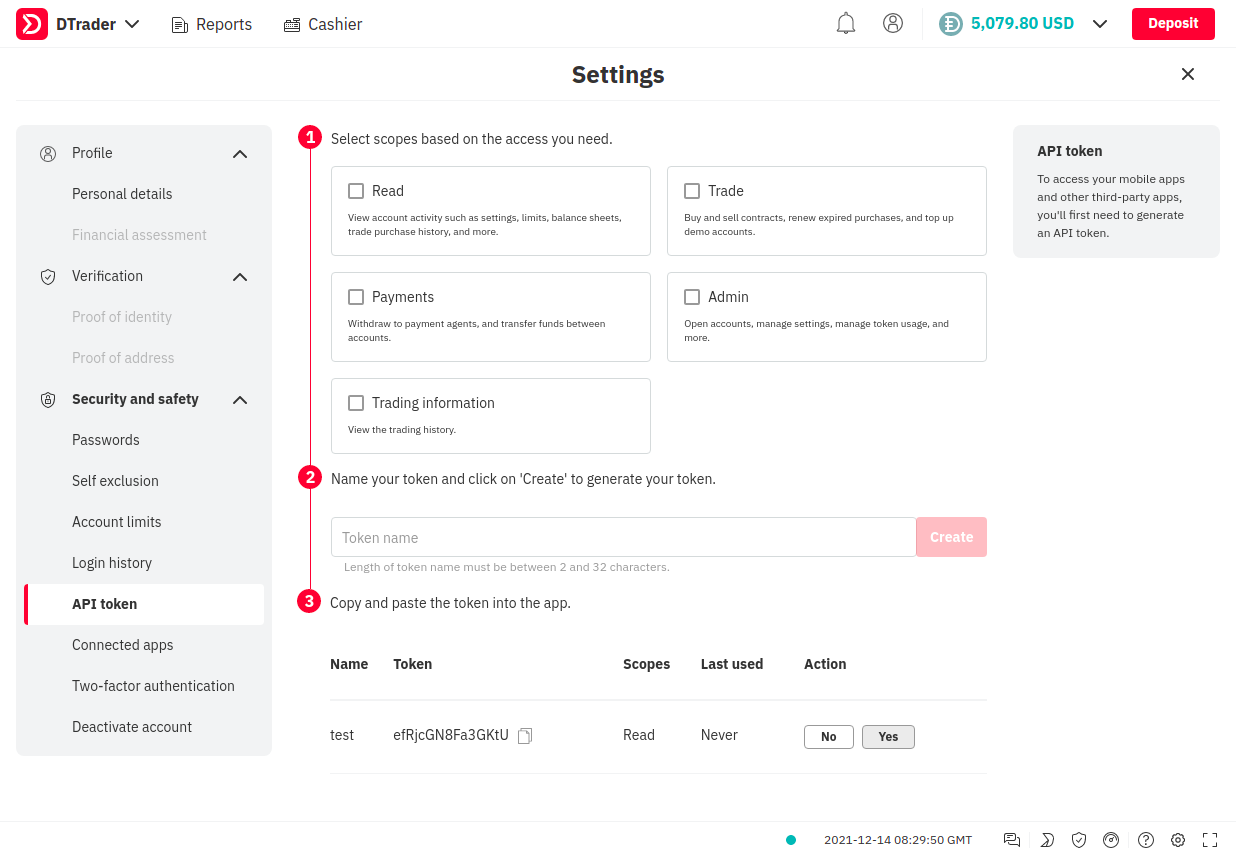 DTrader
Reports
Cashier
5,079.80 USD
Deposit
Settings
Profile
Personal details
Financial assessment
Verification
Proof of identity
Proof of address
Security and safety
Passwords
Self exclusion
Account limits
Login history
API token
Connected apps
Two-factor authentication
Deactivate account
1 Select scopes based on the access you need.
Read
View account activity such as settings, limits, balance sheets,
trade purchase history, and more.
Trade
Buy and sell contracts, renew expired purchases, and top up
demo accounts.
Payments
Withdraw to payment agents, and transfer funds between
accounts.
Admin
Open accounts, manage settings, manage token usage, and
more.
Trading information
View the trading history.
2 Name your token and click on 'Create' to generate your token.
Token name
Create
Length of token name must be between 2 and 32 characters.
3 Copy and paste the token into the app.
Name Token Scopes Last used Action
test efRjcGN8Fa3GKtU Read Never No Yes
API token
To access your mobile apps
and other third-party apps,
you'll first need to generate
an API token.
2021-12-14 08:29:50 GMT